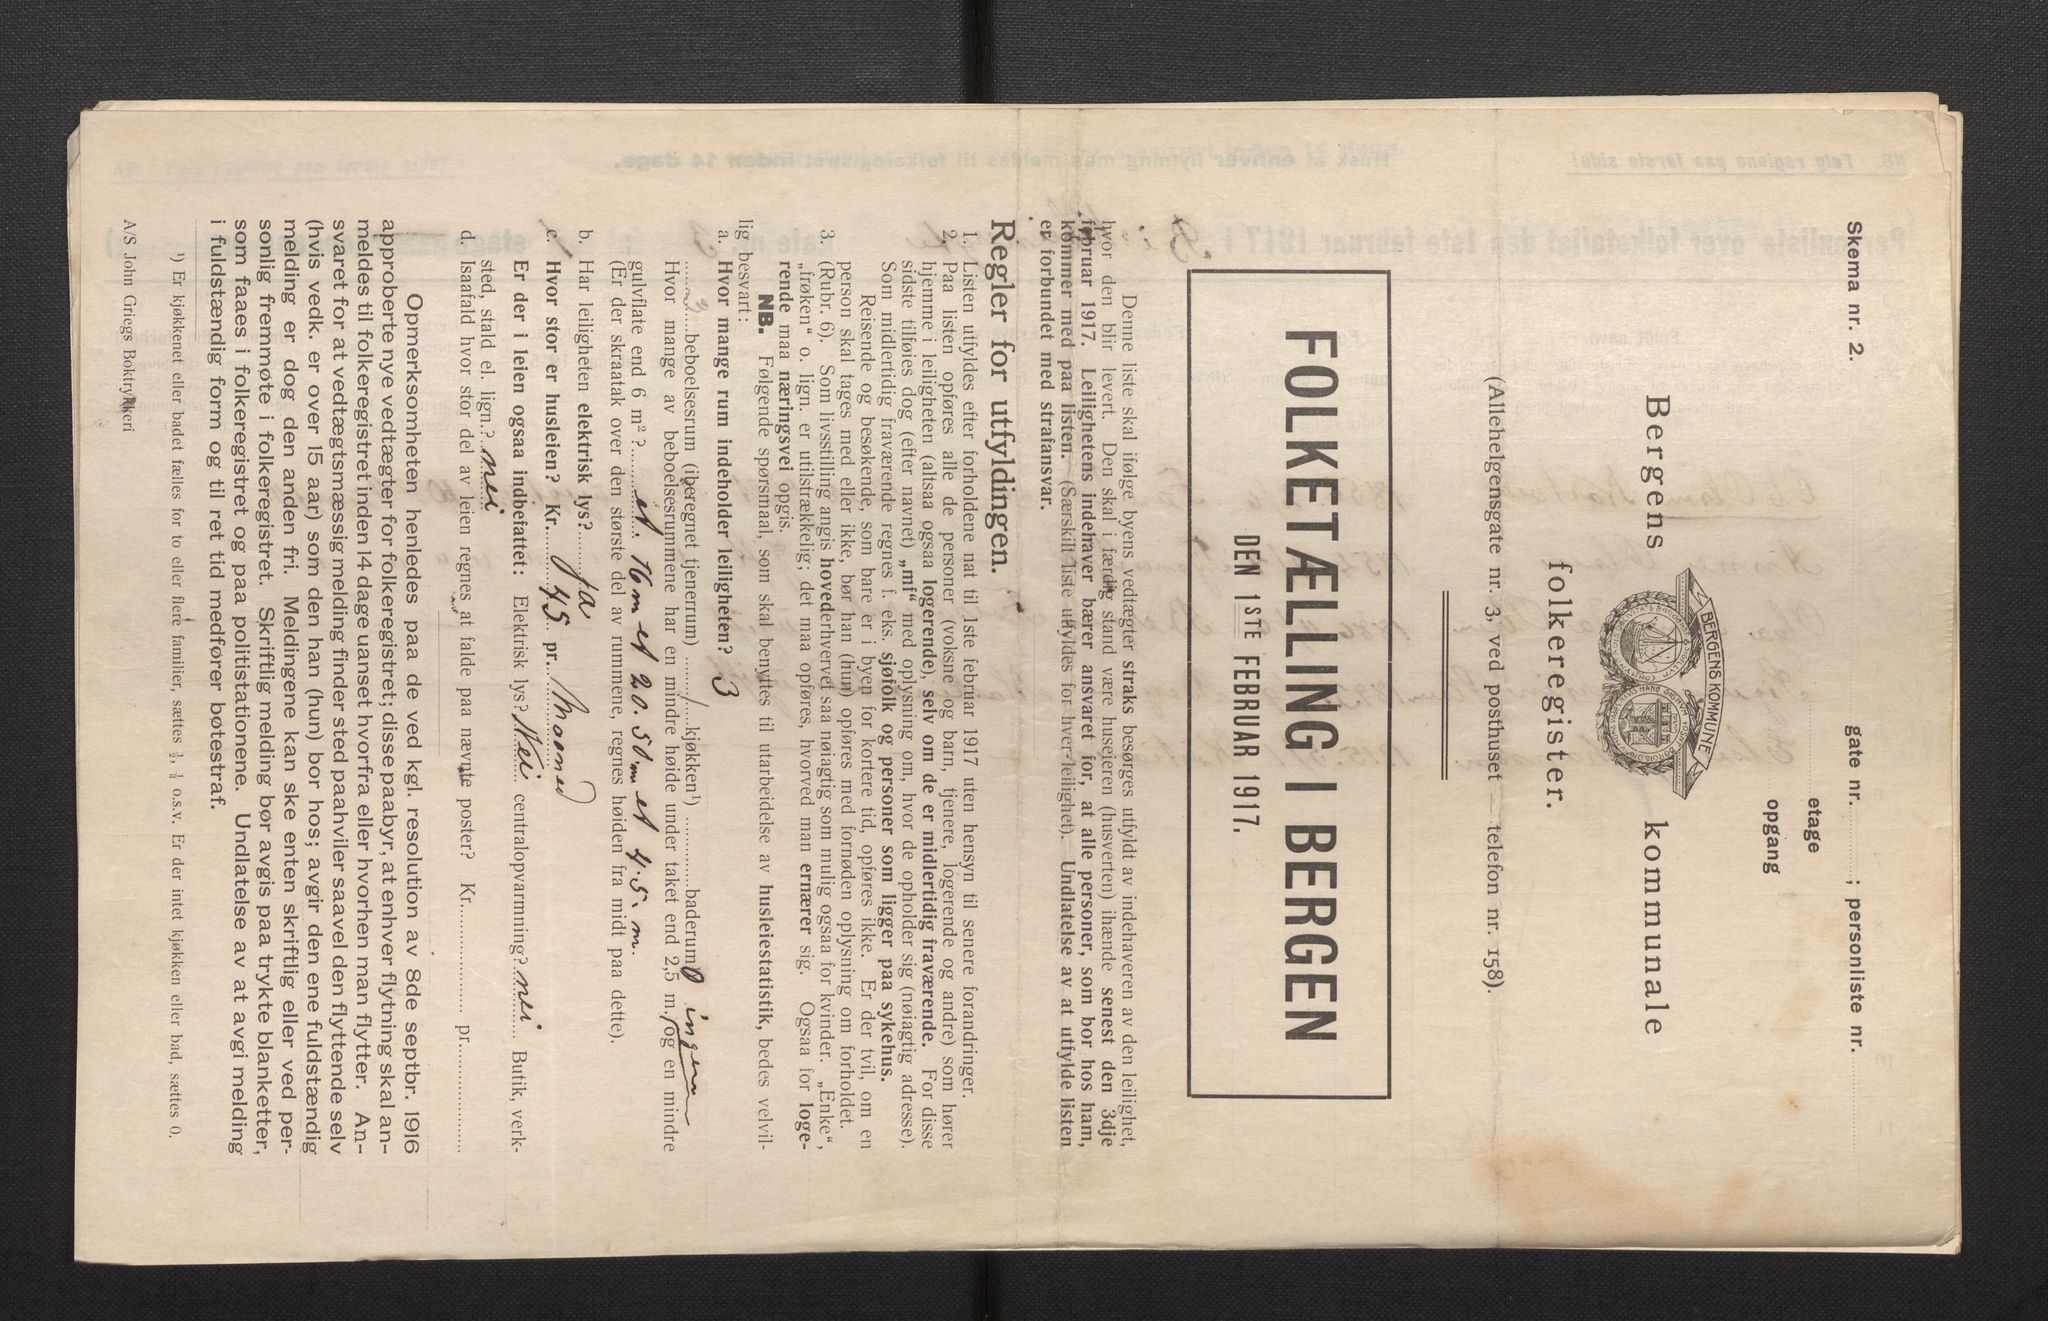 Skema nr. 2.
gate nr. ; personliste nr.
etage
opgang
BERGENS KOMMUNE
Bergens kommunale
folkeregister.
(Allehelgensgate nr. 3, ved posthuset — telefon nr. 158).
FOLKETÆLLING I BERGEN
DEN 1STE FEBRUAR 1917.
Denne liste skal ifølge byens vedtægter straks besørges utfyldt av indehaveren av den leilighet,
hvor den blir levert. Den skal i færdig stand være huseieren (husverten) ihænde senest den 3dje
februar 1917. Leilighetens indehaver bærer ansvaret for, at alle personer, som bor hos ham,
kommer med paa listen. (Særskilt liste utfyldes for hver leilighet). Undlatelse av at utfylde listen
er forbundet med strafansvar.
Regler for utfyldingen.
1. Listen utfyldes efter forholdene nat til 1ste februar 1917 uten hensyn til senere forandringer.
2. Paa listen opføres alle de personer (voksne og barn, tjenere, logerende og andre) som hører
hjemme i leiligheten (altsaa ogsaa logerende), selv om de er midlertidig fraværende. For disse
sidste tilføies dog (efter navnet) „mf“ med oplysning om, hvor de opholder sig (nøiagtig adresse).
Som midlertidig fraværende regnes f. eks. sjøfolk og personer som ligger paa sykehus.
Reisende og besøkende, som bare er i byen for kortere tid, opføres ikke. Er der tvil, om en
person skal tages med eller ikke, bør han (hun) opføres med fornøden oplysning om forholdet.
3. (Rubr. 6). Som livsstilling angis hovederhvervet saa nøiagtig som mulig ogsaa for kvinder. „Enke“,
„frøken“ o. lign. er utilstrækkelig; det maa opføres, hvorved man ernærer sig. Ogsaa for loge-
rende maa næringsvei opgis.
NB. Følgende spørsmaal, som skal benyttes til utarbeidelse av husleiestatistik, bedes velvil-
lig besvart:
a. Hvor mange rum indeholder leiligheten? 3
2 beboelsesrum (iberegnet tjenerrum) 1 kjøkken¹) baderum 0 ingen
Hvor mange av beboelsesrummene har en mindre høide under taket end 2,5 m. og en mindre
gulvflate end 6 m²? et 16 m et 20.50 m et 4.5. m.
(Er der skraatak over den største del av rummene, regnes høiden fra midt paa dette).
b. Har leiligheten elektrisk lys? ja
c. Hvor stor er husleien? Kr. 45 pr. Maaned
Er der i leien ogsaa indbefattet: Elektrisk lys? Nei centralopvarmning? nei Butik, verk-
sted, stald el. lign.? nei
d. Isaafald hvor stor del av leien regnes at falde paa nævnte poster? Kr. pr.
Opmerksomheten henledes paa de ved kgl. resolution av 8de septbr. 1916
approberte nye vedtægter for folkeregistret; disse paabyr, at enhver flytning skal an-
meldes til folkeregistret inden 14 dage uanset hvorfra eller hvorhen man flytter. An-
svaret for at vedtægtsmæssig melding finder sted paahviler saavel den flyttende selv
(hvis vedk. er over 15 aar) som den han (hun) bor hos; avgir den ene fuldstændig
melding er dog den anden fri. Meldingene kan ske enten skriftlig eller ved per-
sonlig fremmøte i folkeregistret. Skriftlig melding bør avgis paa trykte blanketter,
som faaes i folkeregistret og paa politistationene. Undlatelse av at avgi melding
i fuldstændig form og til ret tid medfører bøtestraf.
¹) Er kjøkkenet eller badet fælles for to eller flere familier, sættes ½, ⅓ o.s.v. Er der intet kjøkken eller bad, sættes 0.
A/S John Griegs Boktrykkeri